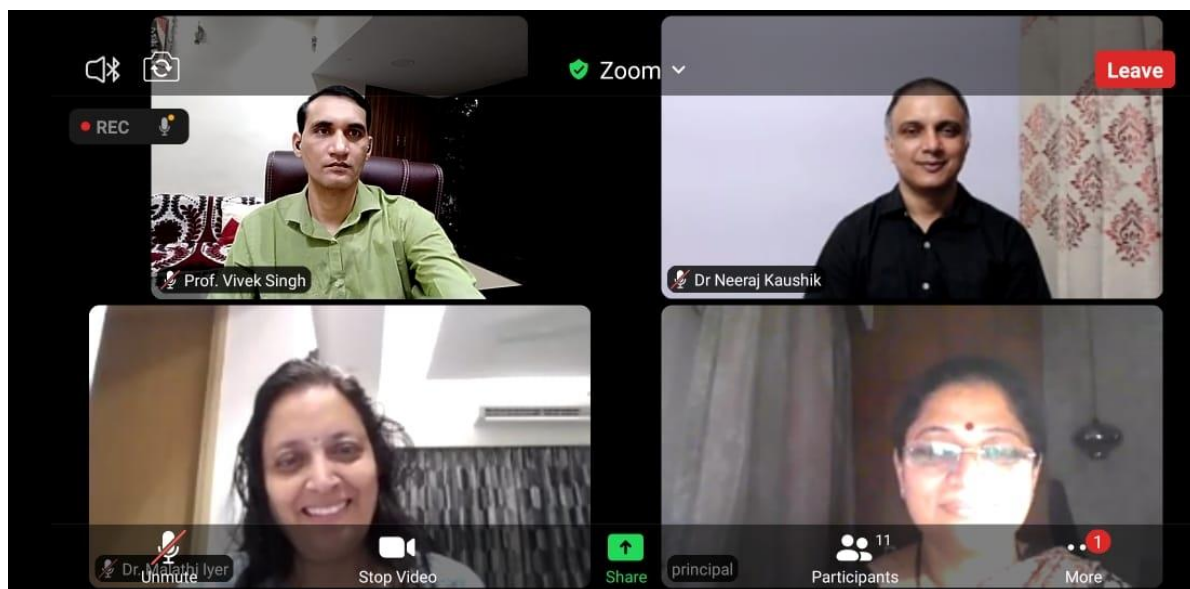 Zoom
Leave
REC
Prof. Vivek Singh
Dr Neeraj Kaushik
Dr. Malathi Iyer
Unmute
Stop Video
Share
principal
11
Participants
1
More